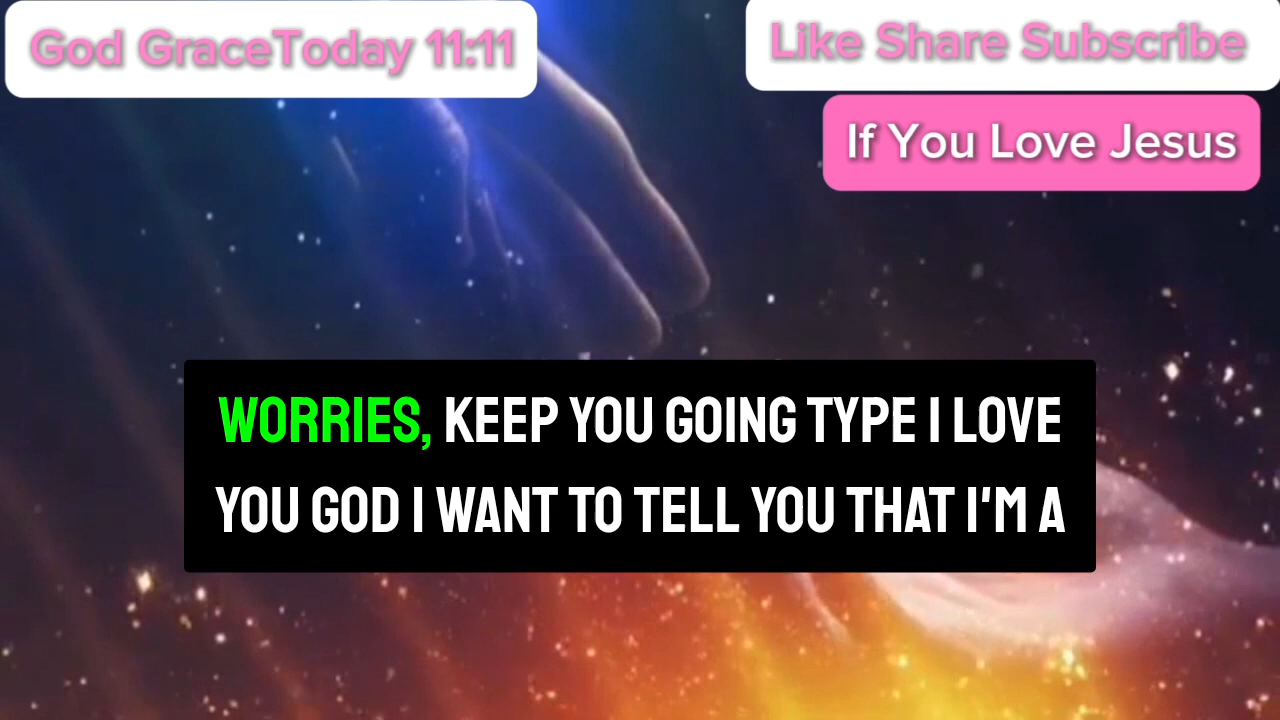 God GraceToday 11:11
Like Share Subscribe
If You Love Jesus
WORRIES, KEEP YOU GOING TYPE I LOVE
YOU GOD I WANT TO TELL YOU THAT I'M A